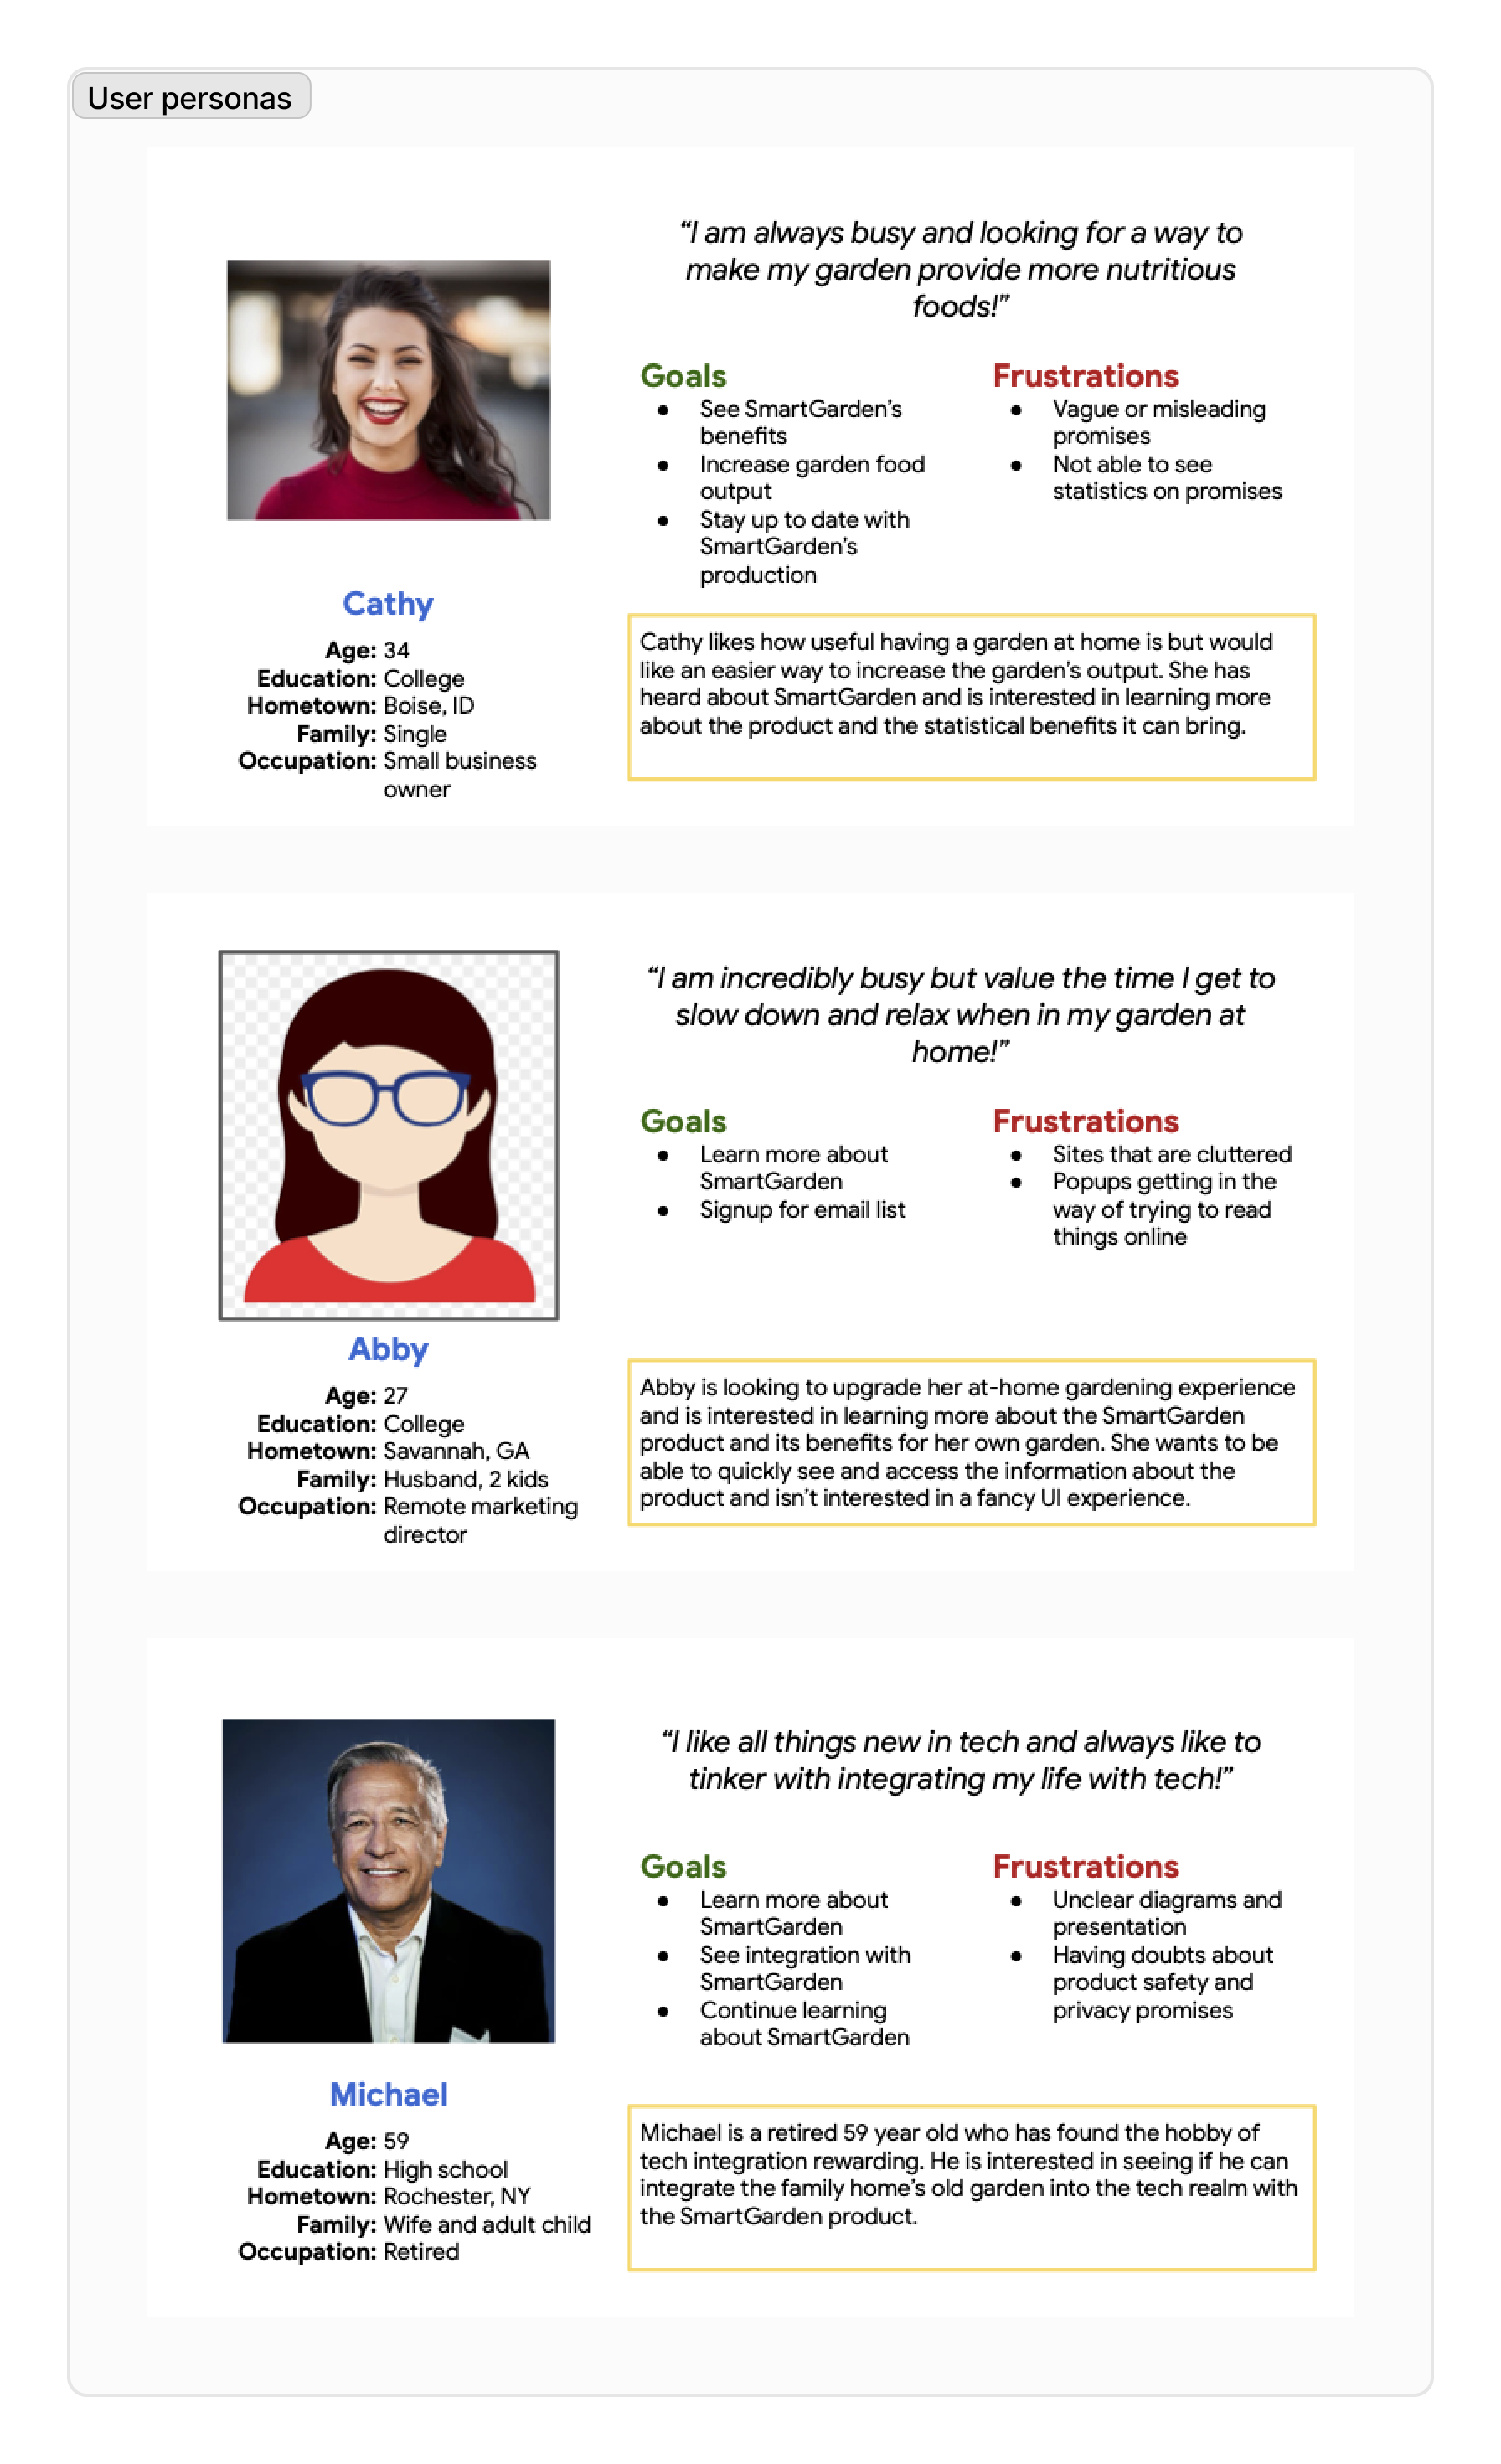 User personas
“I am always busy and looking for a way to
make my garden provide more nutritious
foods!”
Goals
● See SmartGarden’s
benefits
● Increase garden food
output
● Stay up to date with
SmartGarden’s
production
Frustrations
● Vague or misleading
promises
● Not able to see
statistics on promises
Cathy
Age: 34
Education: College
Hometown: Boise, ID
Family: Single
Occupation: Small business
owner
Cathy likes how useful having a garden at home is but would
like an easier way to increase the garden’s output. She has
heard about SmartGarden and is interested in learning more
about the product and the statistical benefits it can bring.
“I am incredibly busy but value the time I get to
slow down and relax when in my garden at
home!”
Goals
● Learn more about
SmartGarden
● Signup for email list
Frustrations
● Sites that are cluttered
● Popups getting in the
way of trying to read
things online
Abby
Age: 27
Education: College
Hometown: Savannah, GA
Family: Husband, 2 kids
Occupation: Remote marketing
director
Abby is looking to upgrade her at-home gardening experience
and is interested in learning more about the SmartGarden
product and its benefits for her own garden. She wants to be
able to quickly see and access the information about the
product and isn’t interested in a fancy UI experience.
“I like all things new in tech and always like to
tinker with integrating my life with tech!”
Goals
● Learn more about
SmartGarden
● See integration with
SmartGarden
● Continue learning
about SmartGarden
Frustrations
● Unclear diagrams and
presentation
● Having doubts about
product safety and
privacy promises
Michael
Age: 59
Education: High school
Hometown: Rochester, NY
Family: Wife and adult child
Occupation: Retired
Michael is a retired 59 year old who has found the hobby of
tech integration rewarding. He is interested in seeing if he can
integrate the family home’s old garden into the tech realm with
the SmartGarden product.